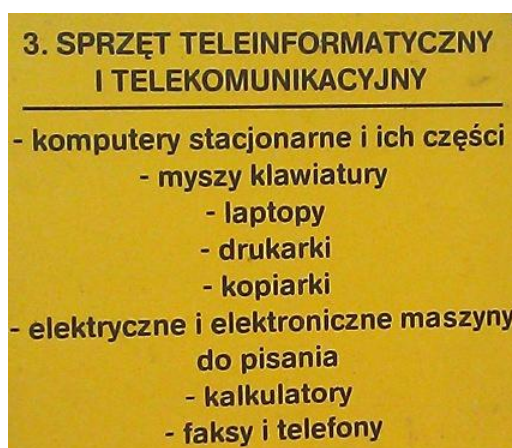 3. SPRZĘT TELEINFORMATYCZNY
I TELEKOMUNIKACYJNY
- komputery stacjonarne i ich części
- myszy klawiatury
- laptopy
- drukarki
- kopiarki
- elektryczne i elektroniczne maszyny
do pisania
- kalkulatory
- faksy i telefony